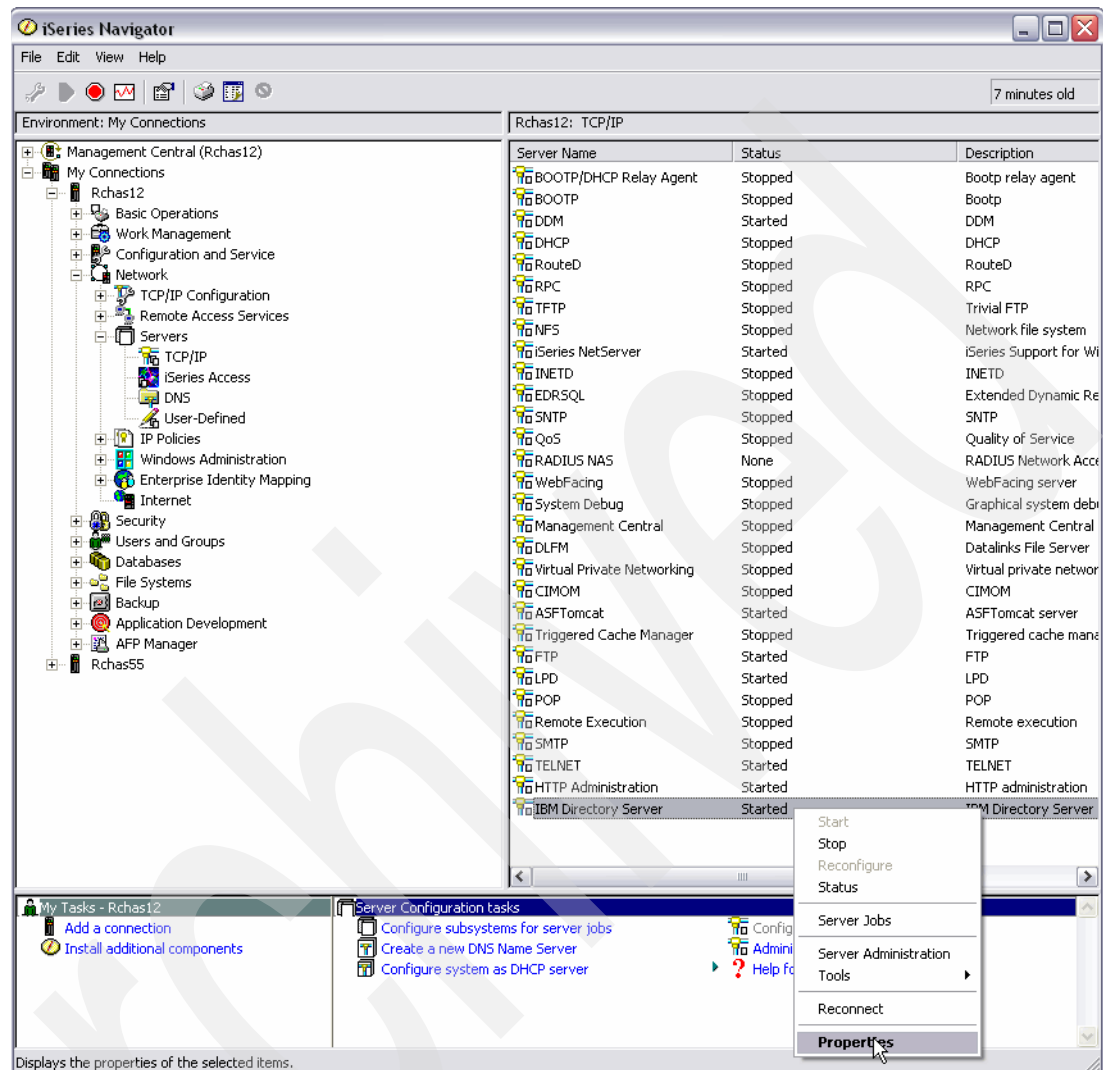 iSeries Navigator
File Edit View Help
7 minutes old
Environment: My Connections
Rchas12: TCP/IP
Management Central (Rchas12)
My Connections
Rchas12
Basic Operations
Work Management
Configuration and Service
Network
TCP/IP Configuration
Remote Access Services
Servers
TCP/IP
iSeries Access
DNS
User-Defined
IP Policies
Windows Administration
Enterprise Identity Mapping
Internet
Security
Users and Groups
Databases
File Systems
Backup
Application Development
AFP Manager
Rchas55
Server Name Status Description
BOOTP/DHCP Relay Agent Stopped Bootp relay agent
BOOTP Stopped Bootp
DDM Started DDM
DHCP Stopped DHCP
RouteD Stopped RouteD
RPC Stopped RPC
TFTP Stopped Trivial FTP
NFS Stopped Network file system
iSeries NetServer Started iSeries Support for Wi
INETD Stopped INETD
EDRSQL Stopped Extended Dynamic Re
SNTP Stopped SNTP
QoS Stopped Quality of Service
RADIUS NAS None RADIUS Network Acce
WebFacing Stopped WebFacing server
System Debug Stopped Graphical system deb
Management Central Stopped Management Central
DLFM Stopped Datalinks File Server
Virtual Private Networking Stopped Virtual private networ
CIMOM Stopped CIMOM
ASFTomcat Started ASFTomcat server
Triggered Cache Manager Stopped Triggered cache mana
FTP Started FTP
LPD Started LPD
POP Stopped POP
Remote Execution Stopped Remote execution
SMTP Stopped SMTP
TELNET Started TELNET
HTTP Administration Started HTTP administration
IBM Directory Server Started IBM Directory Server
Start
Stop
Reconfigure
Status
Server Jobs
Server Administration
Tools
Reconnect
Properties
My Tasks - Rchas12
Add a connection
Install additional components
Server Configuration tasks
Configure subsystems for server jobs
Create a new DNS Name Server
Configure system as DHCP server
Config
Admini
Help fo
Displays the properties of the selected items.
rchived